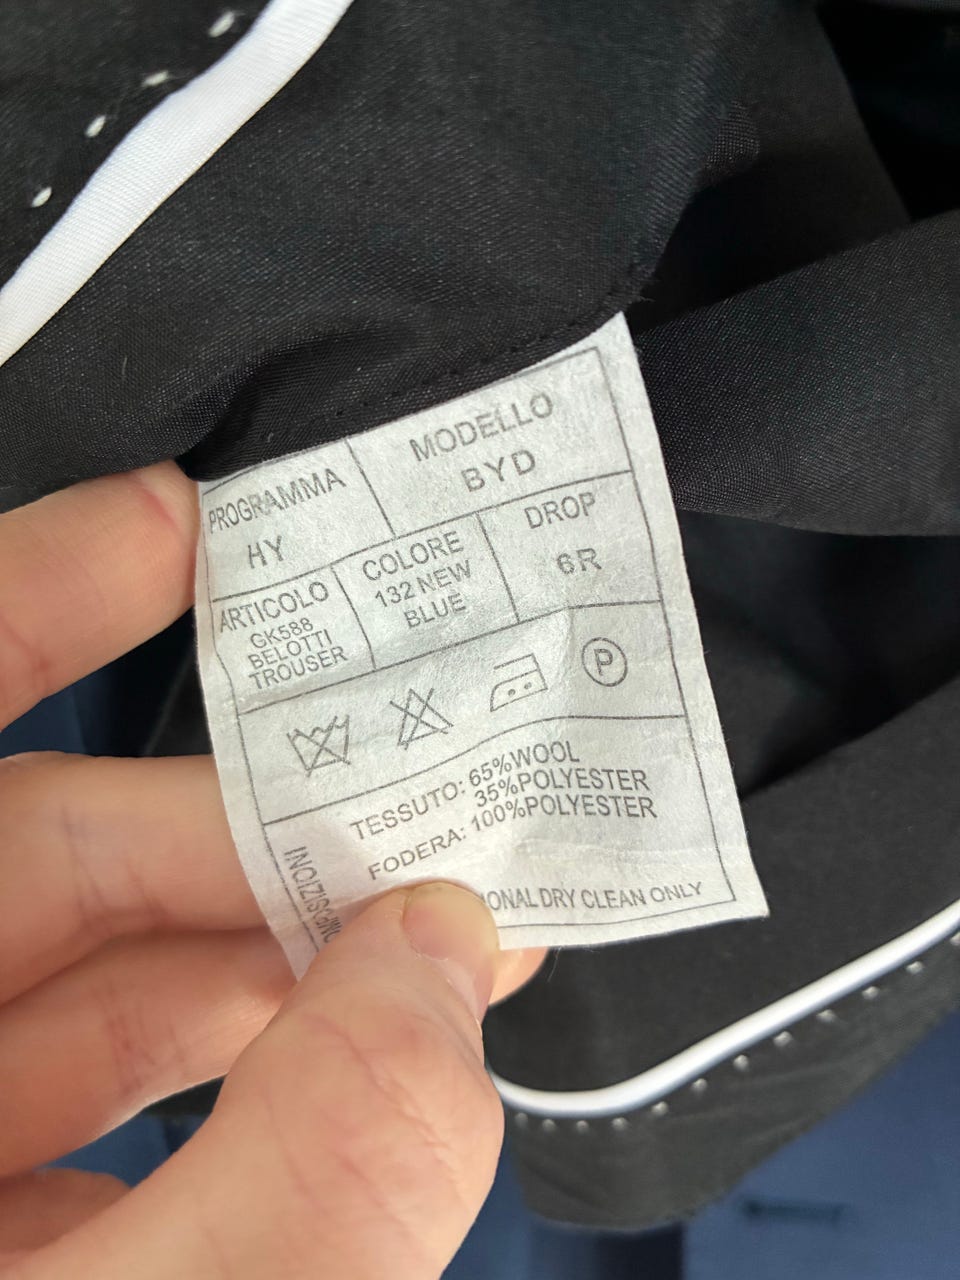 PROGRAMMA
HY
MODELLO
BYD
ARTICOLO
GK588
BELOTTI
TROUSER
COLORE
132 NEW
BLUE
DROP
6R
P
TESSUTO: 65%WOOL
35%POLYESTER
FODERA: 100%POLYESTER
DRY CLEAN ONLY